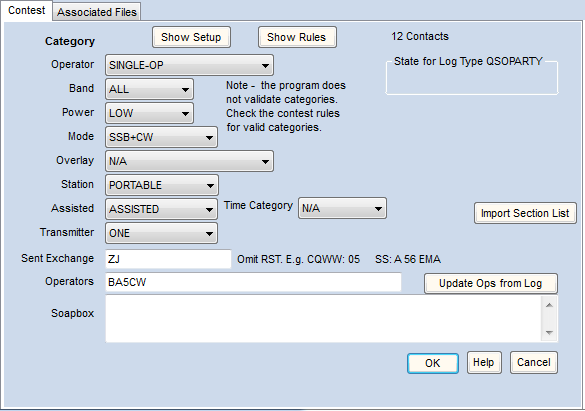 Contest Associated Files
Category Show Setup Show Rules 12 Contacts
Operator SINGLE-OP State for Log Type QSOPARTY
Band ALL Note - the program does
not validate categories.
Power LOW Check the contest rules
for valid categories.
Mode SSB+CW
Overlay N/A
Station PORTABLE
Assisted ASSISTED Time Category N/A Import Section List
Transmitter ONE
Sent Exchange ZJ Omit RST. E.g. CQWW: 05 SS: A 56 EMA
Operators BA5CW Update Ops from Log
Soapbox
OK Help Cancel